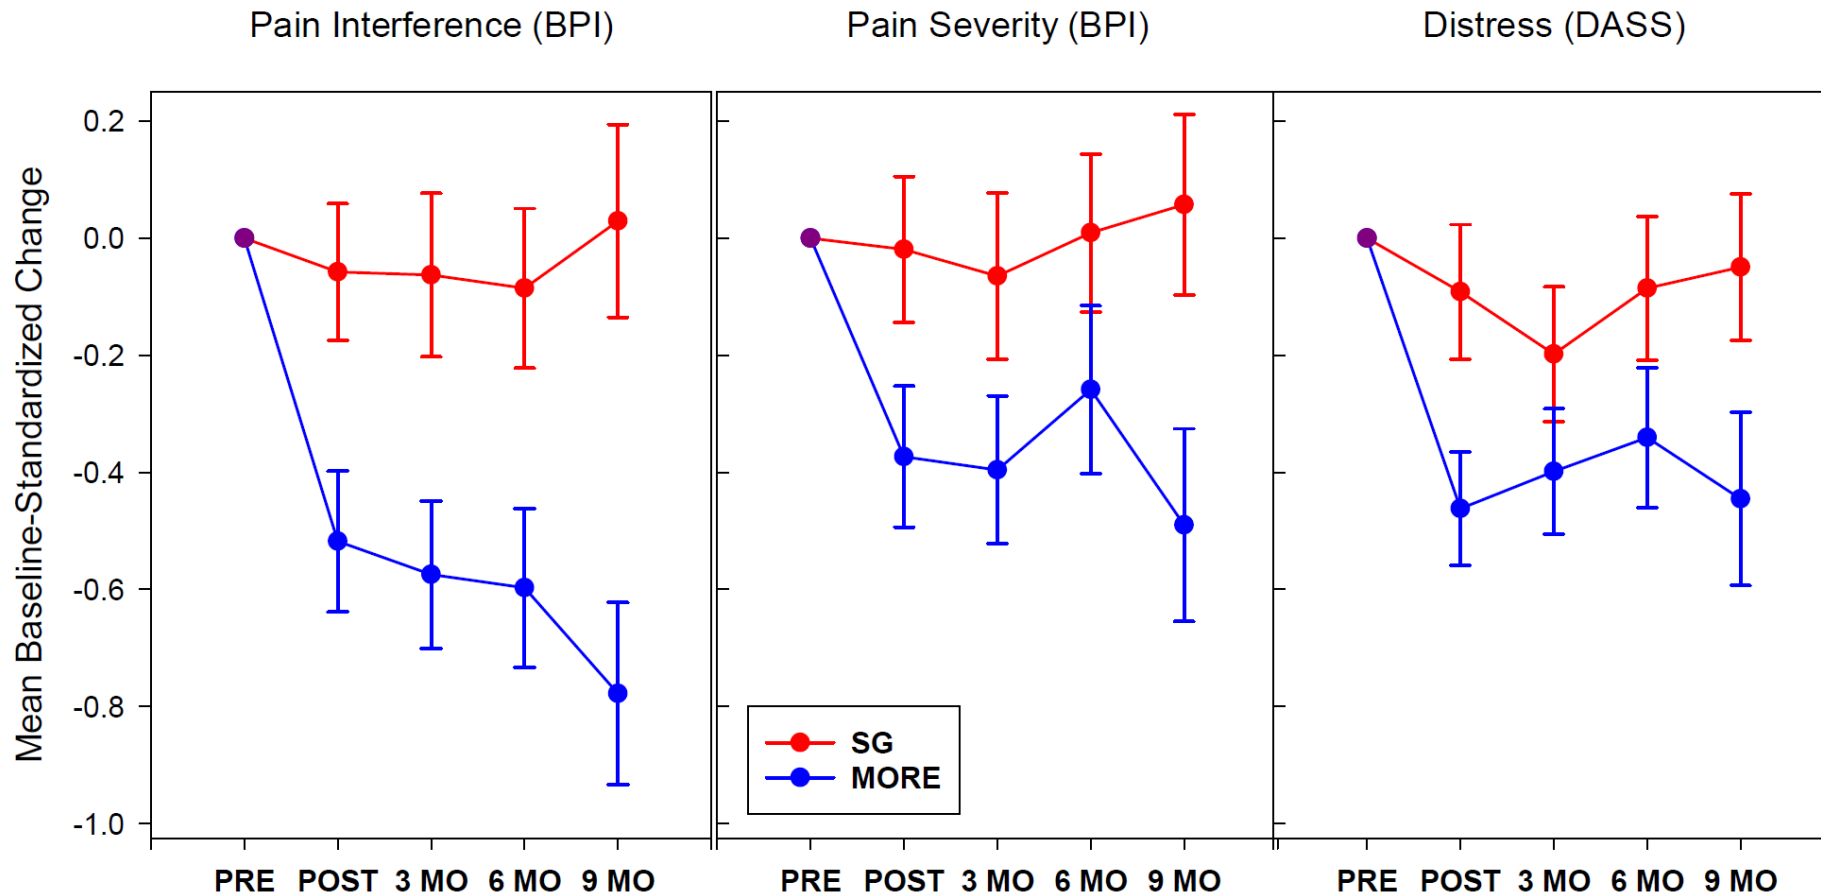 Pain Interference (BPI)
Pain Severity (BPI)
Distress (DASS)
Mean Baseline-Standardized Change
0.2
0.0
-0.2
-0.4
-0.6
-0.8
-1.0
SG
MORE
PRE POST 3 MO 6 MO 9 MO
PRE POST 3 MO 6 MO 9 MO
PRE POST 3 MO 6 MO 9 MO